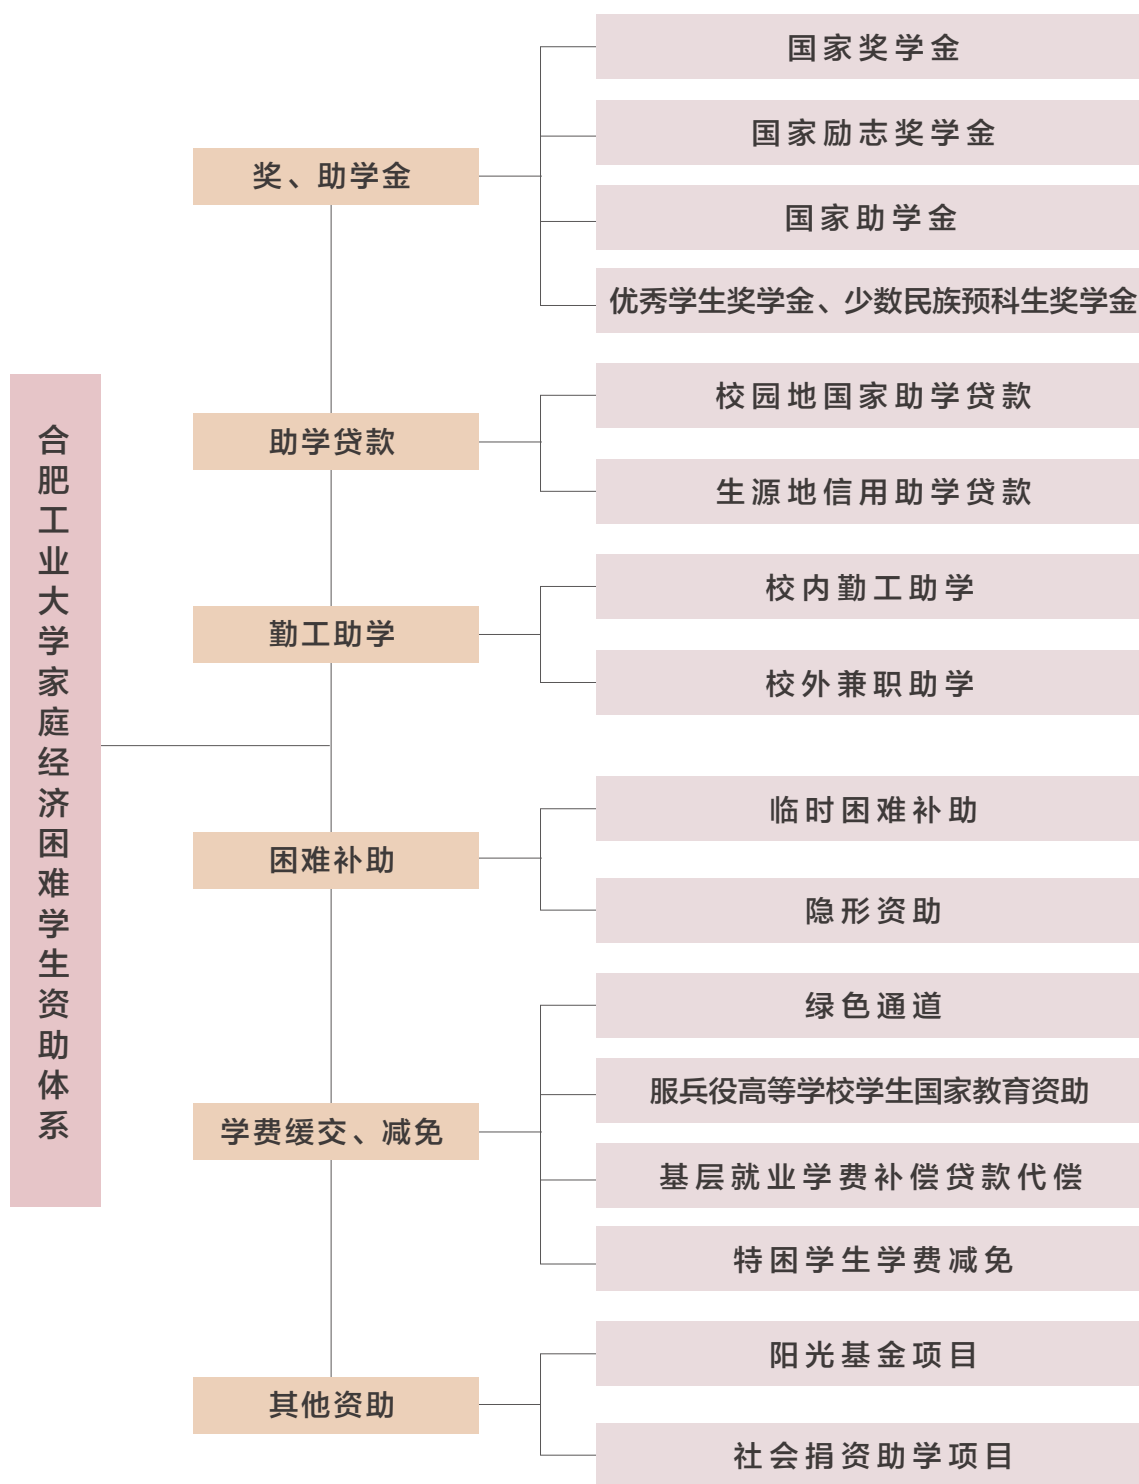 合肥工业大学家庭经济困难学生资助体系
奖、助学金
国家奖学金
国家励志奖学金
国家助学金
优秀学生奖学金、少数民族预科生奖学金
助学贷款
校园地国家助学贷款
生源地信用助学贷款
勤工助学
校内勤工助学
校外兼职助学
困难补助
临时困难补助
隐形资助
学费缓交、减免
绿色通道
服兵役高等学校学生国家教育资助
基层就业学费补偿贷款代偿
特困学生学费减免
其他资助
阳光基金项目
社会捐资助学项目